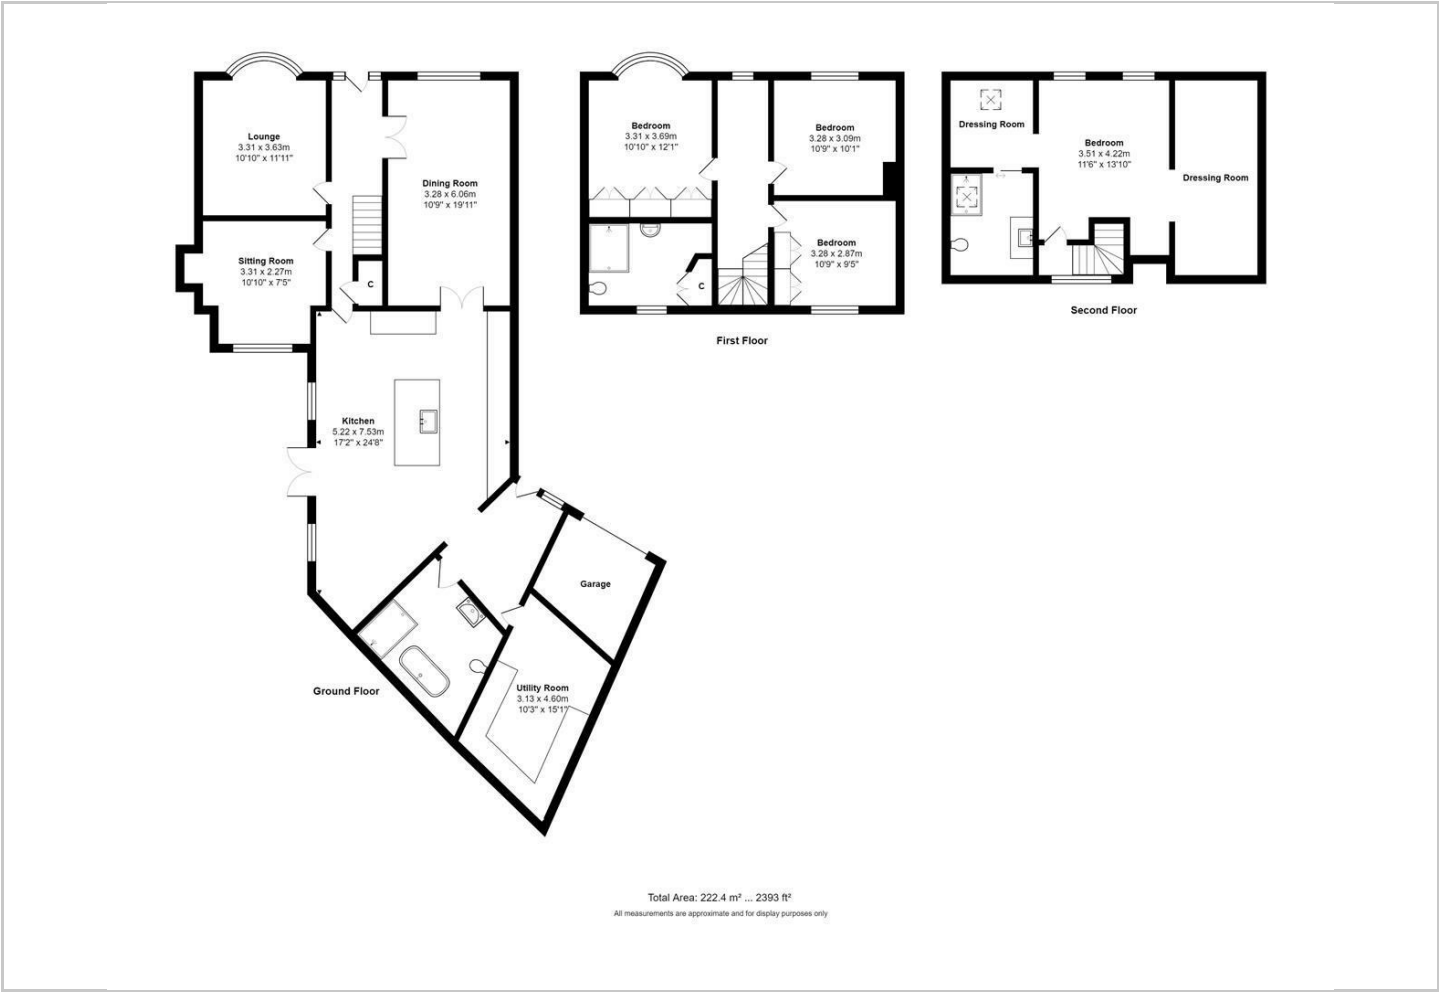 Lounge
3.31 x 3.63m
10'10" x 11'11"
Dining Room
3.28 x 6.06m
10'9" x 19'11"
Sitting Room
3.31 x 2.27m
10'10" x 7'5"
C
Kitchen
5.22 x 7.53m
17'2" x 24'8"
Garage
Utility Room
3.13 x 4.60m
10'3" x 15'1"
Ground Floor
Bedroom
3.31 x 3.69m
10'10" x 12'1"
Bedroom
3.28 x 3.09m
10'9" x 10'1"
Bedroom
3.28 x 2.87m
10'9" x 9'5"
C
First Floor
Dressing Room
Bedroom
3.51 x 4.22m
11'6" x 13'10"
Dressing Room
Second Floor
Total Area: 222.4 m² ... 2393 ft²
All measurements are approximate and for display purposes only